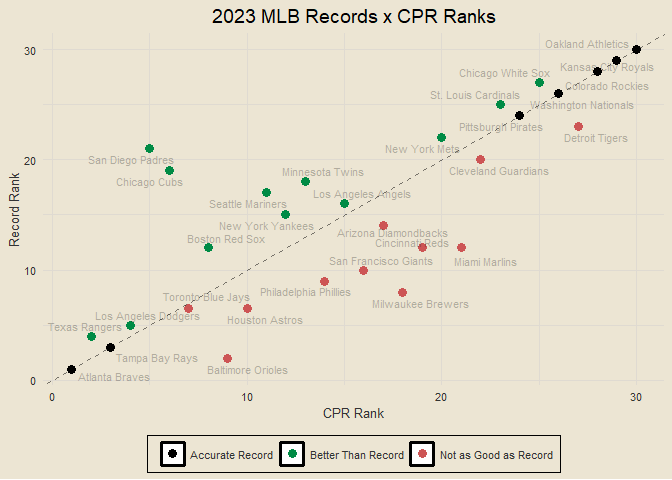 2023 MLB Records x CPR Ranks
Oakland Athletics
Kansas City Royals
Chicago White Sox
Colorado Rockies
St. Louis Cardinals
Washington Nationals
Pittsburgh Pirates
Detroit Tigers
New York Mets
San Diego Padres
Cleveland Guardians
Minnesota Twins
Chicago Cubs
Los Angeles Angels
Seattle Mariners
New York Yankees
Arizona Diamondbacks
Boston Red Sox
Cincinnati Reds
San Francisco Giants
Miami Marlins
Toronto Blue Jays
Philadelphia Phillies
Milwaukee Brewers
Los Angeles Dodgers
Houston Astros
Texas Rangers
Tampa Bay Rays
Baltimore Orioles
Atlanta Braves
30
20
10
0
Record Rank
0 10 20 30
CPR Rank
Accurate Record Better Than Record Not as Good as Record